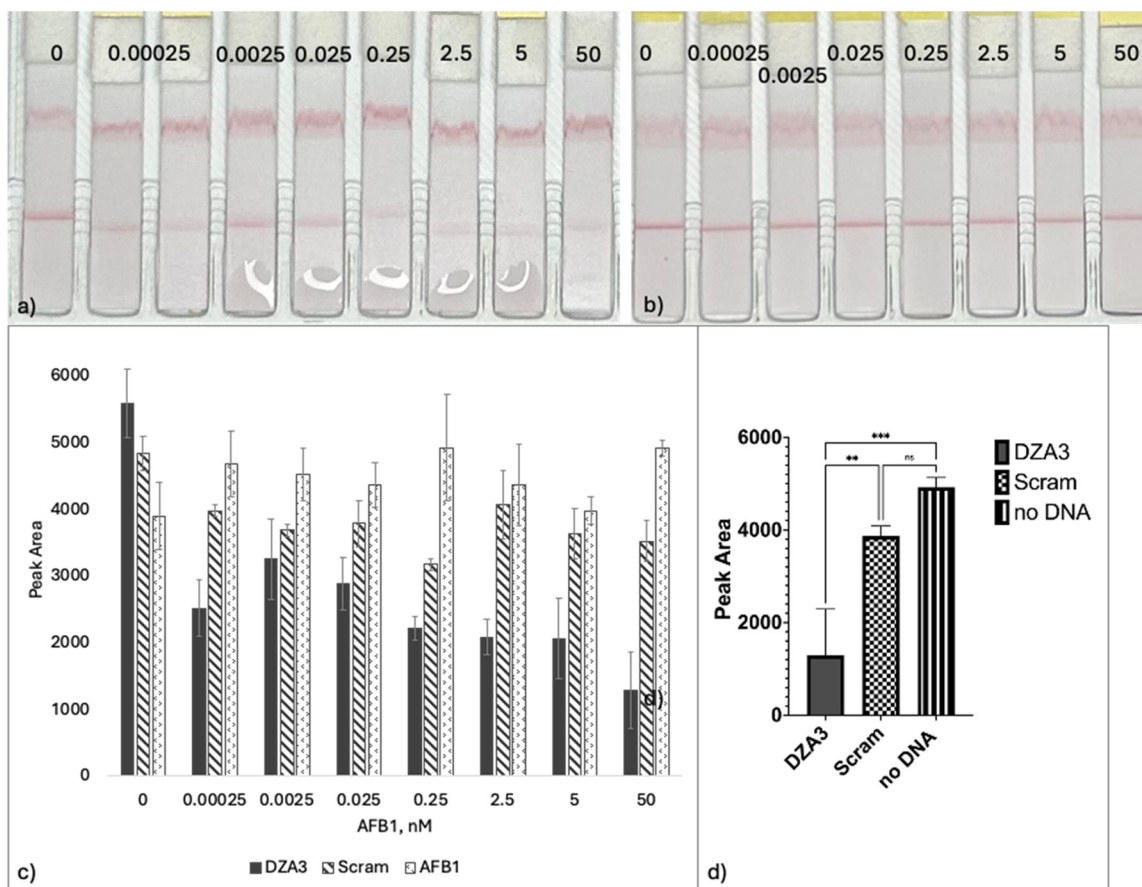 0 0.00025 0.0025 0.025 0.25 2.5 5 50
a)
0 0.00025 0.025 0.25 2.5 5 50
0.0025
b)
6000
5000
4000
3000
2000
1000
0
Peak Area
0 0.00025 0.0025 0.025 0.25 2.5 5 50
AFB1, nM
DZA3 Scram AFB1
c)
d)
6000
4000
2000
0
Peak Area
***
** ns
DZA3
Scram
no DNA
DZA3
Scram
no DNA
d)